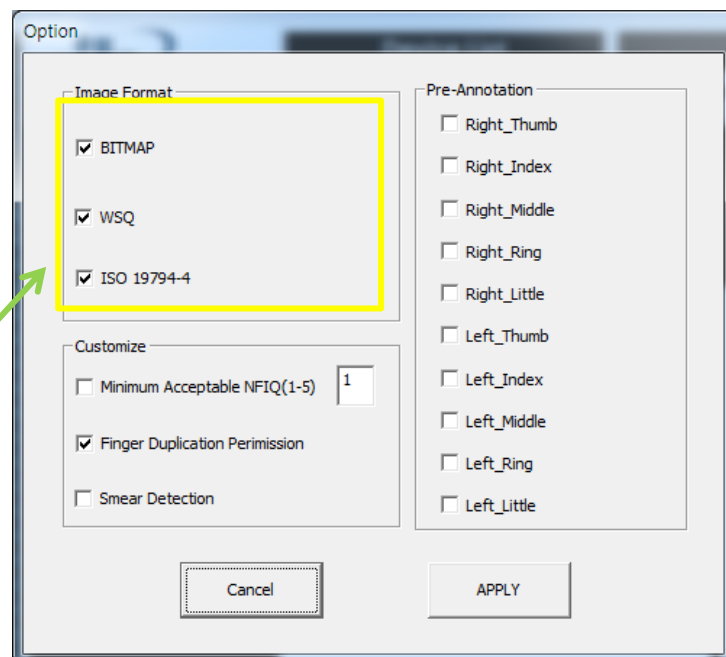 Option
Image Format
BITMAP
WSQ
ISO 19794-4
Customize
Minimum Acceptable NFIQ(1-5) 1
Finger Duplication Perimission
Smear Detection
Pre-Annotation
Right_Thumb
Right_Index
Right_Middle
Right_Ring
Right_Little
Left_Thumb
Left_Index
Left_Middle
Left_Ring
Left_Little
Cancel
APPLY